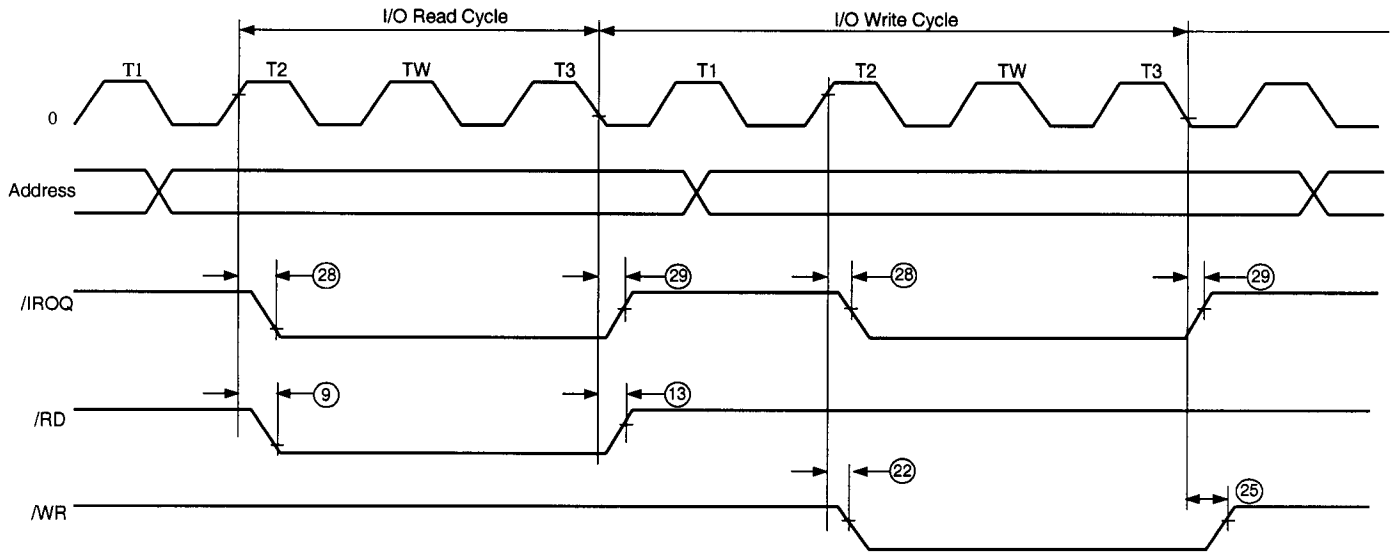 I/O Read Cycle
I/O Write Cycle
T1 T2 TW T3 T1 T2 TW T3
0
Address
28 29 28 29
/IROQ
9 13
/RD
22
25
/WR